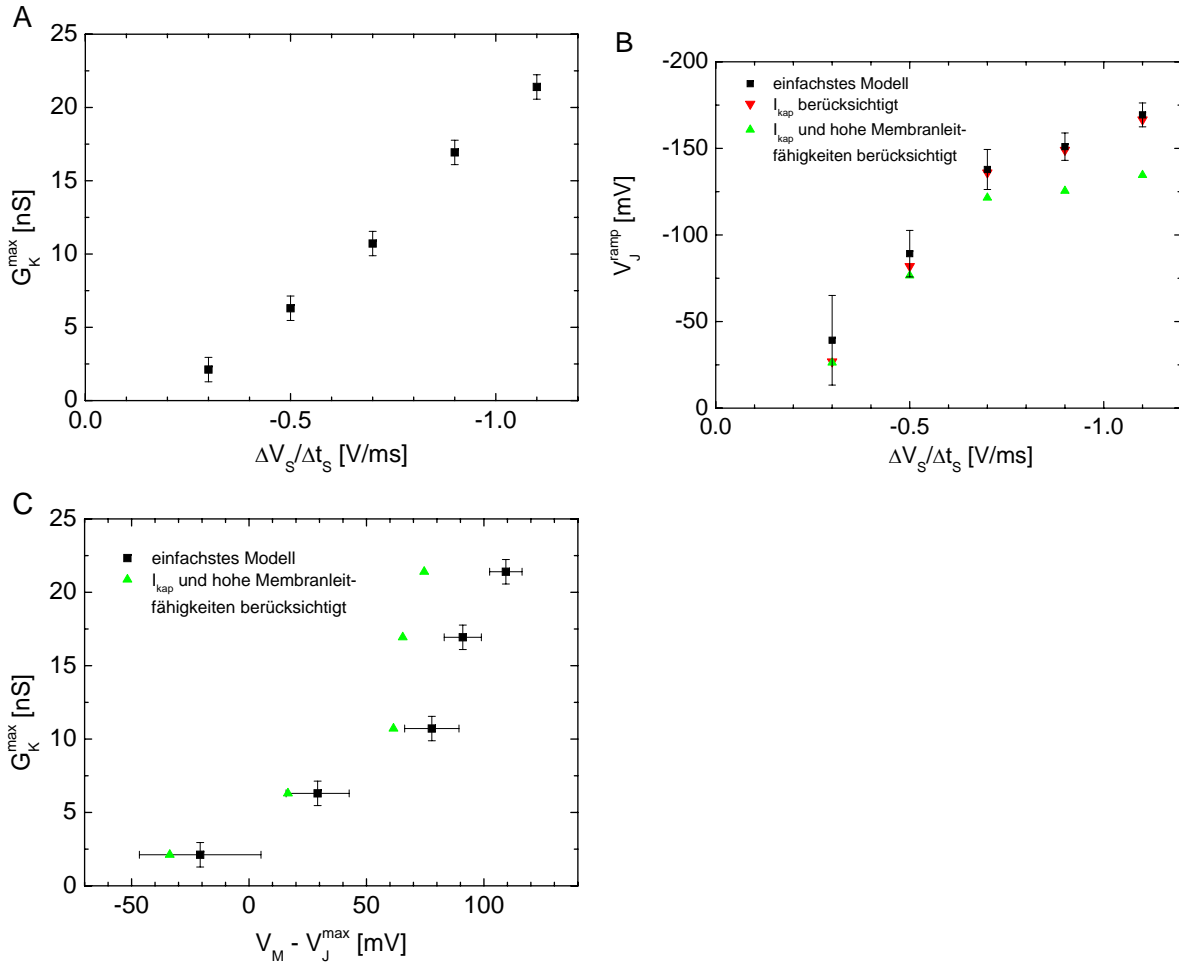 A
25
20
15
10
5
0
G_K^max [nS]
0.0 -0.5 -1.0
ΔV_S/Δt_S [V/ms]
B
-200
-150
-100
-50
0
V_J^ramp [mV]
einfachstes Modell
I_kap berücksichtigt
I_kap und hohe Membranleit-
fähigkeiten berücksichtigt
0.0 -0.5 -1.0
ΔV_S/Δt_S [V/ms]
C
25
20
15
10
5
0
G_K^max [nS]
einfachstes Modell
I_kap und hohe Membranleit-
fähigkeiten berücksichtigt
-50 0 50 100
V_M - V_J^max [mV]